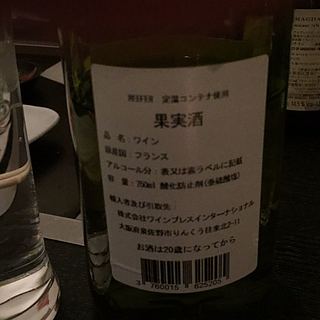 REEFER 定温コンテナ使用
果実酒
品名：ワイン
原産国：フランス
アルコール分：表又は裏ラベルに記載
容量：750ml 酸化防止剤(亜硫酸塩)
輸入者及び引取先：
株式会社ワインプレスインターナショナル
大阪府泉佐野市りんくう往来北2-11
お酒は20歳になってから
3 760015 625205